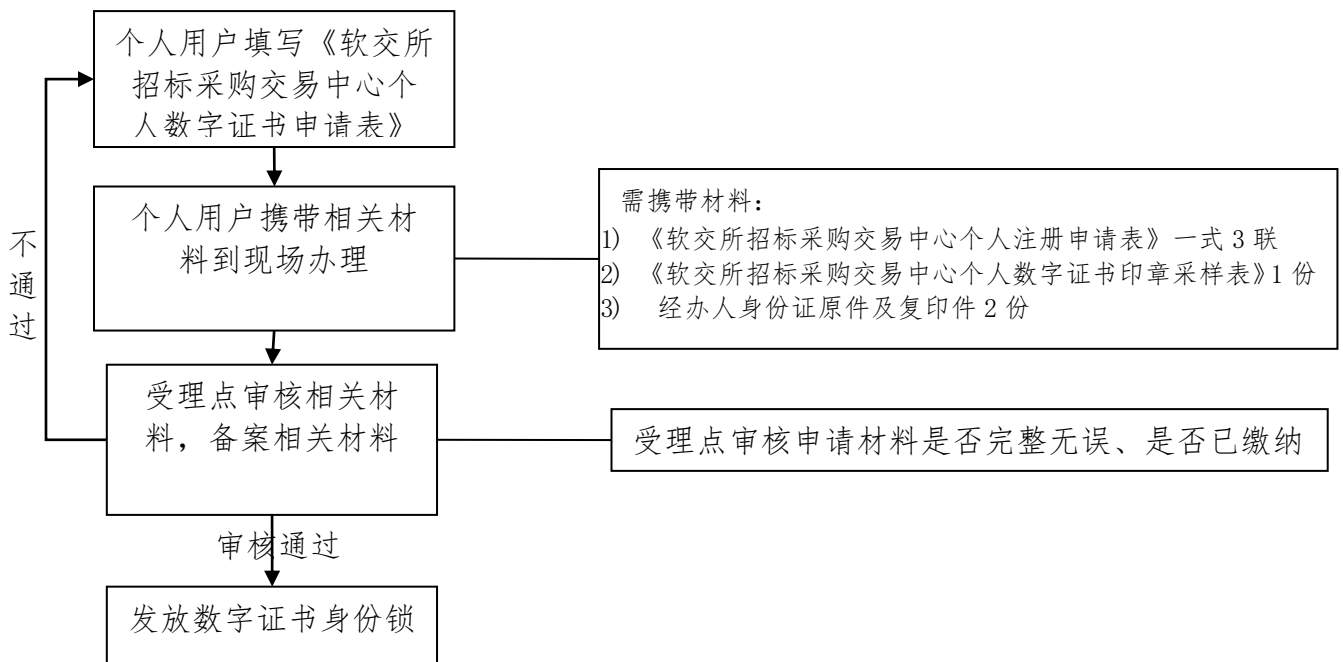 个人用户填写《软交所
招标采购交易中心个
人数字证书申请表》
个人用户携带相关材
料到现场办理
需携带材料：
1) 《软交所招标采购交易中心个人注册申请表》一式 3 联
2) 《软交所招标采购交易中心个人数字证书印章采样表》1 份
3) 经办人身份证原件及复印件 2 份
不
通
过
受理点审核相关材
料，备案相关材料
受理点审核申请材料是否完整无误、是否已缴纳
审核通过
发放数字证书身份锁